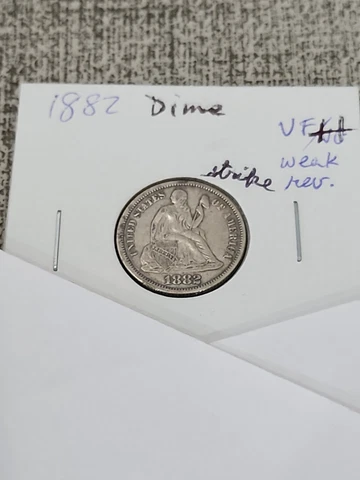 1882 Dime
VF
weak
strike rev.
UNITED STATES OF AMERICA
1882